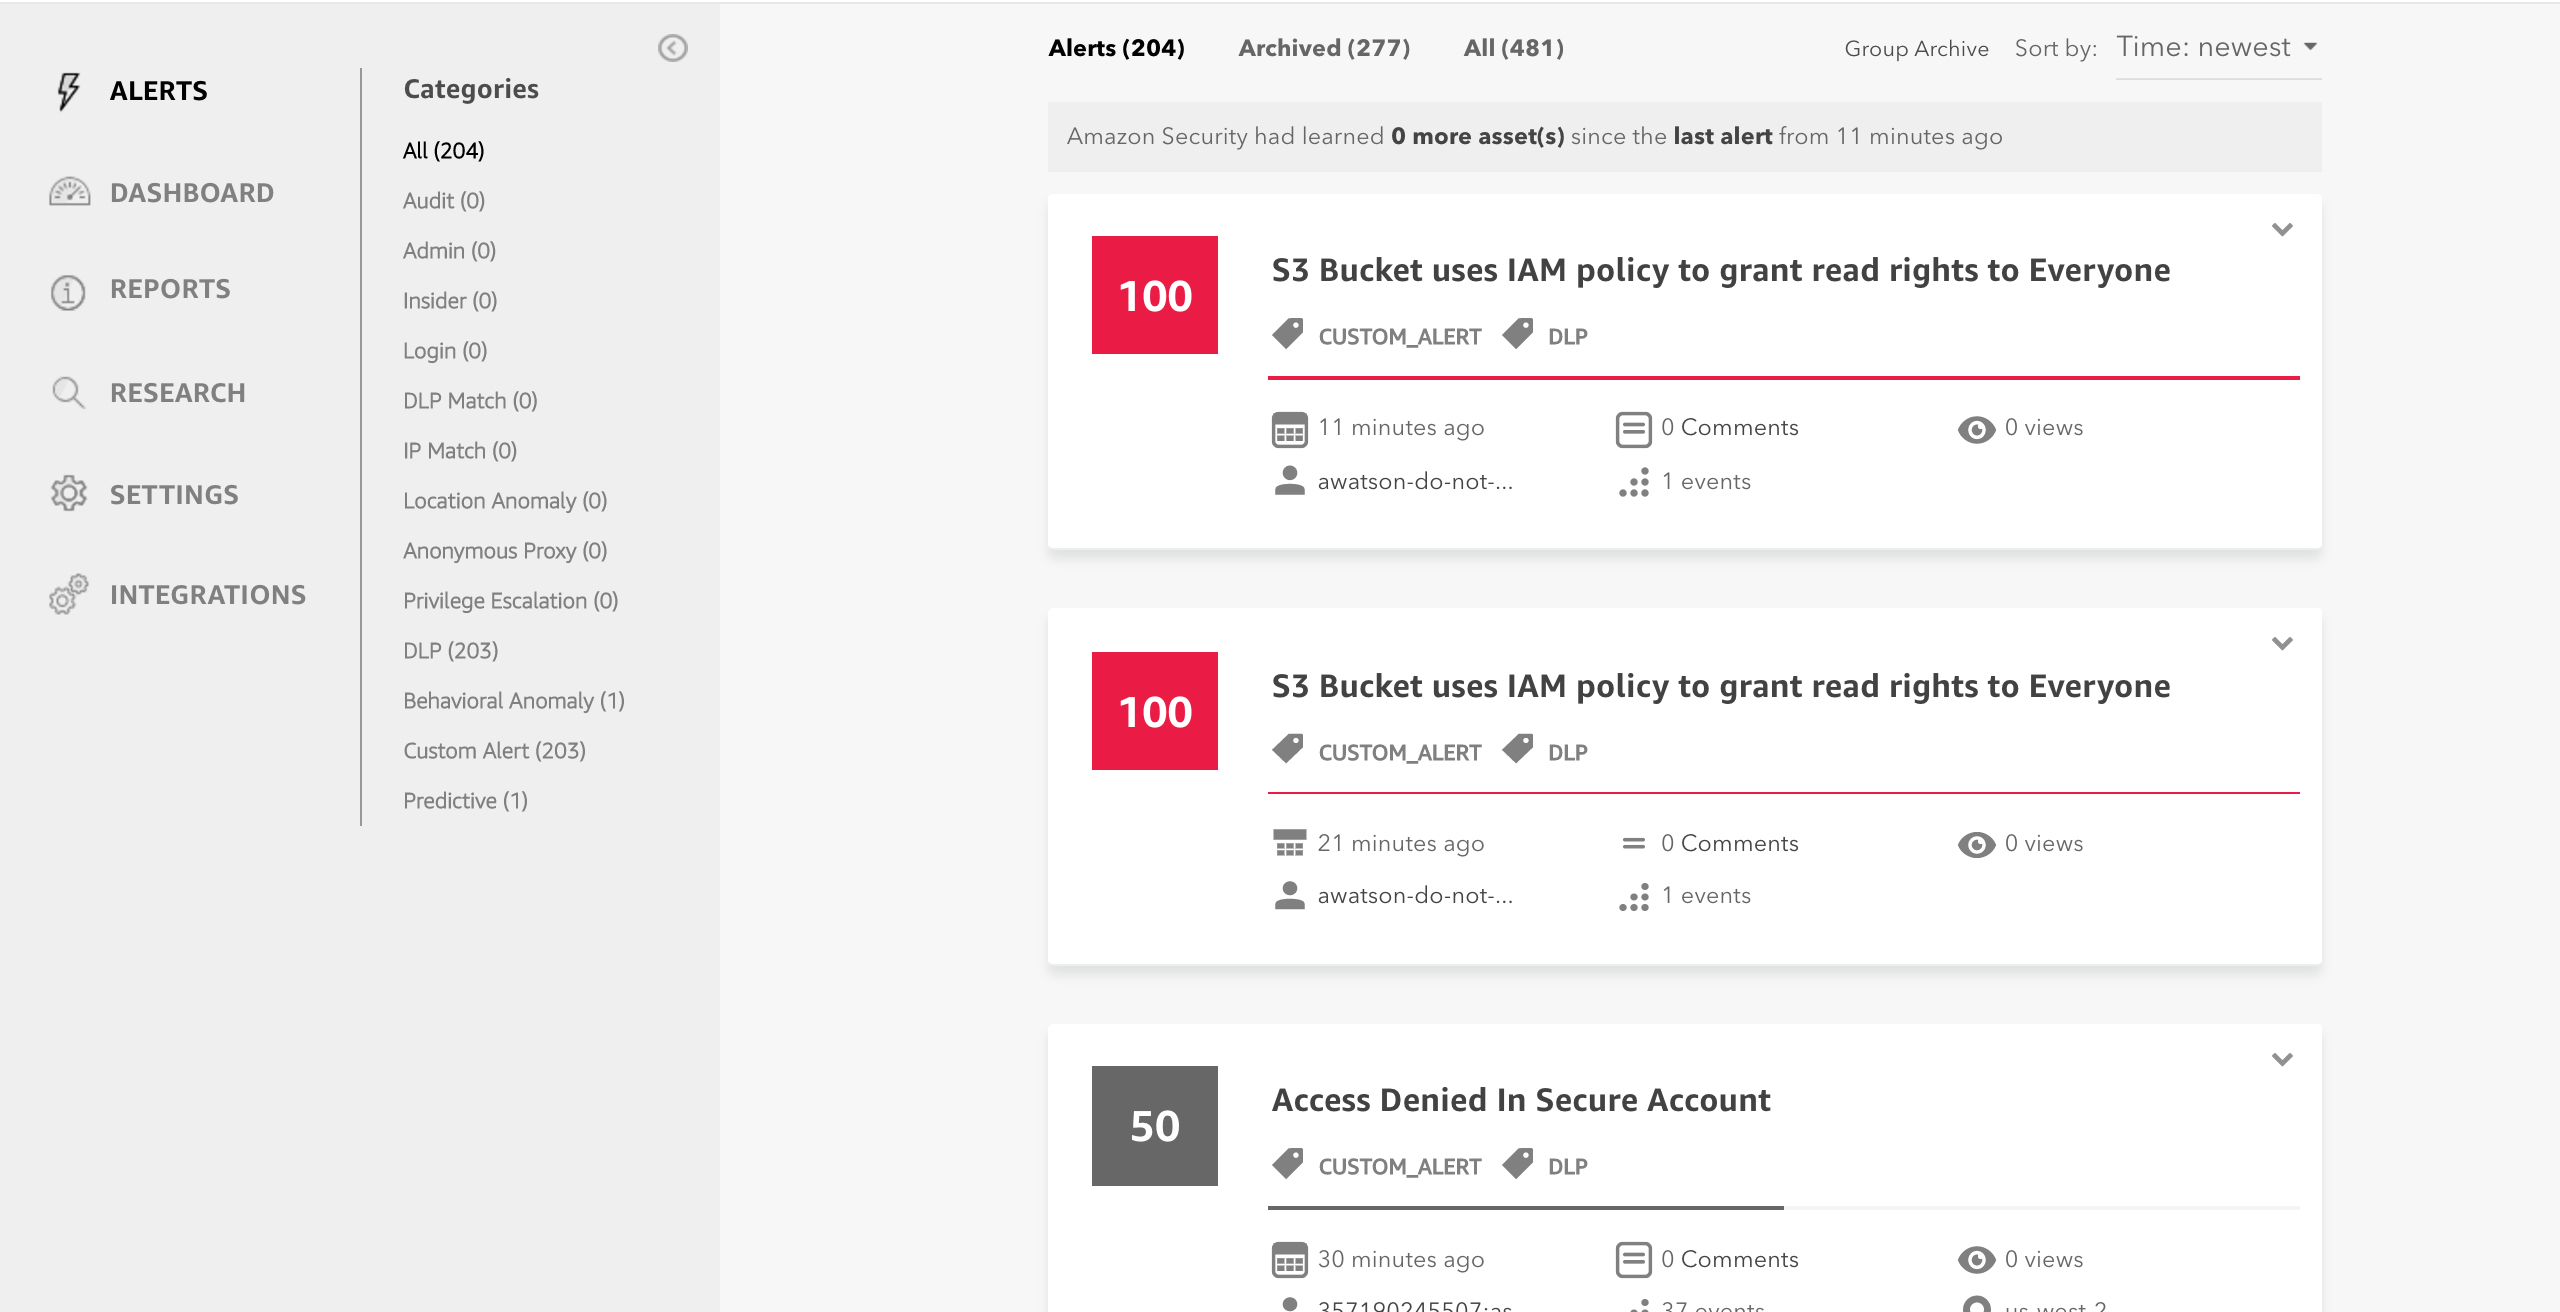 ALERTS
DASHBOARD
REPORTS
RESEARCH
SETTINGS
INTEGRATIONS
Categories
All (204)
Audit (0)
Admin (0)
Insider (0)
Login (0)
DLP Match (0)
IP Match (0)
Location Anomaly (0)
Anonymous Proxy (0)
Privilege Escalation (0)
DLP (203)
Behavioral Anomaly (1)
Custom Alert (203)
Predictive (1)
Alerts (204) Archived (277) All (481) Group Archive Sort by: Time: newest
Amazon Security had learned 0 more asset(s) since the last alert from 11 minutes ago
100
S3 Bucket uses IAM policy to grant read rights to Everyone
CUSTOM_ALERT DLP
11 minutes ago 0 Comments 0 views
awatson-do-not-... 1 events
100
S3 Bucket uses IAM policy to grant read rights to Everyone
CUSTOM_ALERT DLP
21 minutes ago 0 Comments 0 views
awatson-do-not-... 1 events
50
Access Denied In Secure Account
CUSTOM_ALERT DLP
30 minutes ago 0 Comments 0 views
357190245507:as 37 events us-west-2